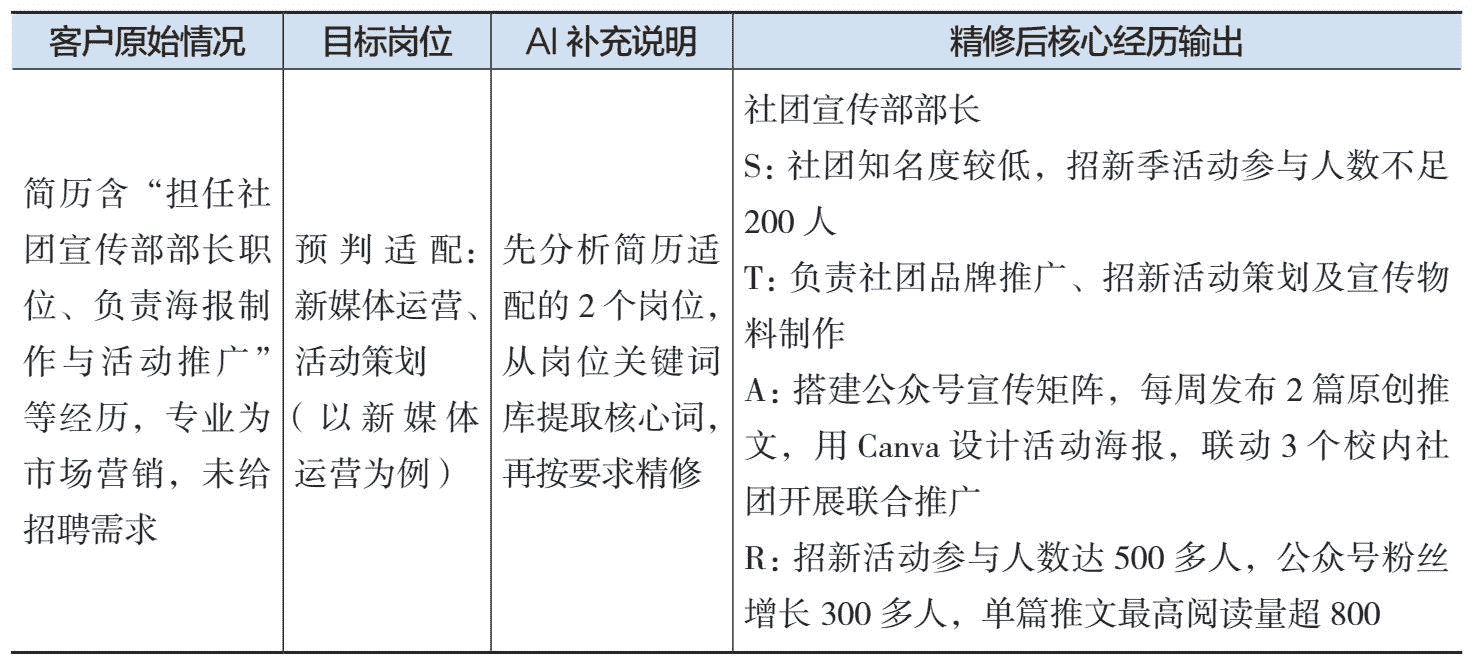 客户原始情况
目标岗位
AI 补充说明
精修后核心经历输出
简历含“担任社
团宣传部部长职
位、负责海报制
作与活动推广”
等经历，专业为
市场营销，未给
招聘需求
预判适配：
新媒体运营、
活动策划
（以新媒体
运营为例）
先分析简历适
配的 2 个岗位，
从岗位关键词
库提取核心词，
再按要求精修
社团宣传部部长
S：社团知名度较低，招新季活动参与人数不足
200 人
T：负责社团品牌推广、招新活动策划及宣传物
料制作
A：搭建公众号宣传矩阵，每周发布 2 篇原创推
文，用 Canva 设计活动海报，联动 3 个校内社
团开展联合推广
R：招新活动参与人数达 500 多人，公众号粉丝
增长 300 多人，单篇推文最高阅读量超 800